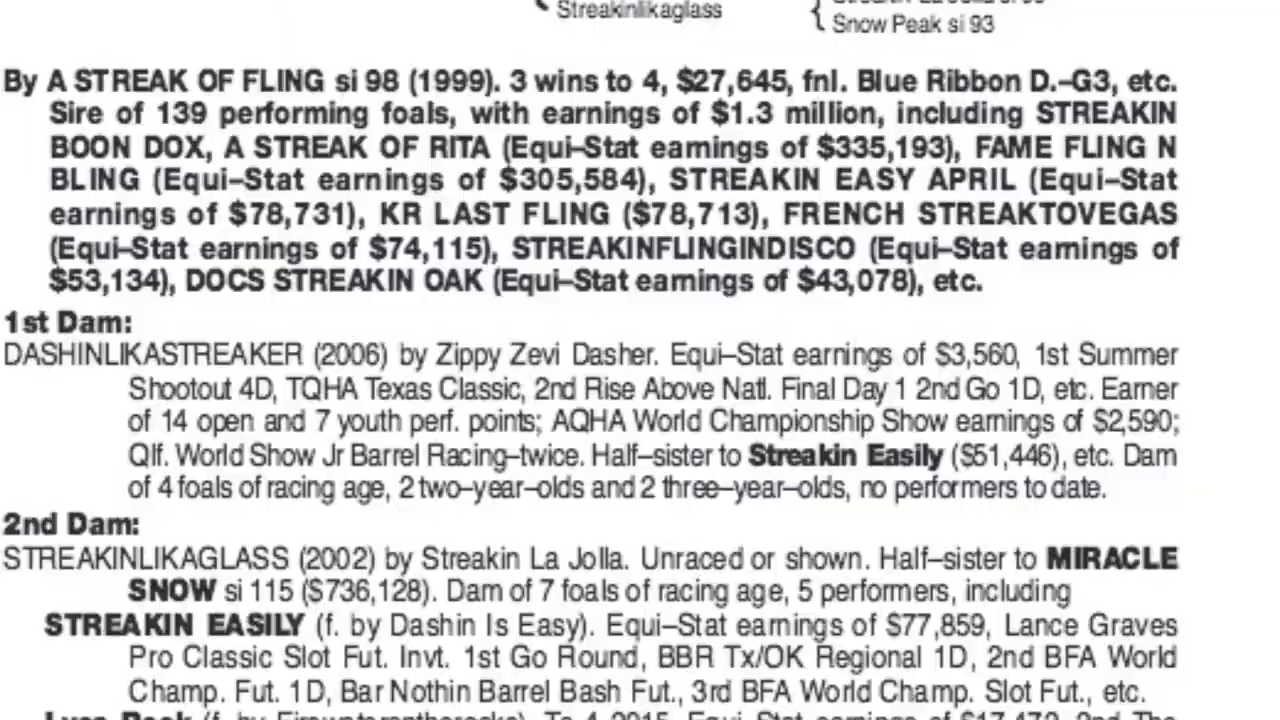 Streakinlikaglass
Snow Peak si 93
By A STREAK OF FLING si 98 (1999). 3 wins to 4, $27,645, fnl. Blue Ribbon D.–G3, etc.
Sire of 139 performing foals, with earnings of $1.3 million, including STREAKIN
BOON DOX, A STREAK OF RITA (Equi–Stat earnings of $335,193), FAME FLING N
BLING (Equi–Stat earnings of $305,584), STREAKIN EASY APRIL (Equi–Stat
earnings of $78,731), KR LAST FLING ($78,713), FRENCH STREAKTOVEGAS
(Equi–Stat earnings of $74,115), STREAKINFLINGINDISCO (Equi–Stat earnings of
$53,134), DOCS STREAKIN OAK (Equi–Stat earnings of $43,078), etc.
1st Dam:
DASHINLIKASTREAKER (2006) by Zippy Zevi Dasher. Equi–Stat earnings of $3,560, 1st Summer
Shootout 4D, TQHA Texas Classic, 2nd Rise Above Natl. Final Day 1 2nd Go 1D, etc. Earner
of 14 open and 7 youth perf. points; AQHA World Championship Show earnings of $2,590;
Qlf. World Show Jr Barrel Racing–twice. Half–sister to Streakin Easily ($51,446), etc. Dam
of 4 foals of racing age, 2 two–year–olds and 2 three–year–olds, no performers to date.
2nd Dam:
STREAKINLIKAGLASS (2002) by Streakin La Jolla. Unraced or shown. Half–sister to MIRACLE
SNOW si 115 ($736,128). Dam of 7 foals of racing age, 5 performers, including
STREAKIN EASILY (f. by Dashin Is Easy). Equi–Stat earnings of $77,859, Lance Graves
Pro Classic Slot Fut. Invt. 1st Go Round, BBR Tx/OK Regional 1D, 2nd BFA World
Champ. Fut. 1D, Bar Nothin Barrel Bash Fut., 3rd BFA World Champ. Slot Fut., etc.